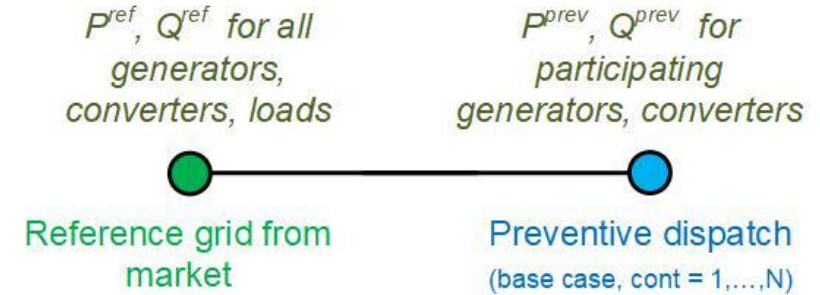 P^ref, Q^ref for all
generators,
converters, loads
P^prev, Q^prev for
participating
generators, converters
Reference grid from
market
Preventive dispatch
(base case, cont = 1,...,N)